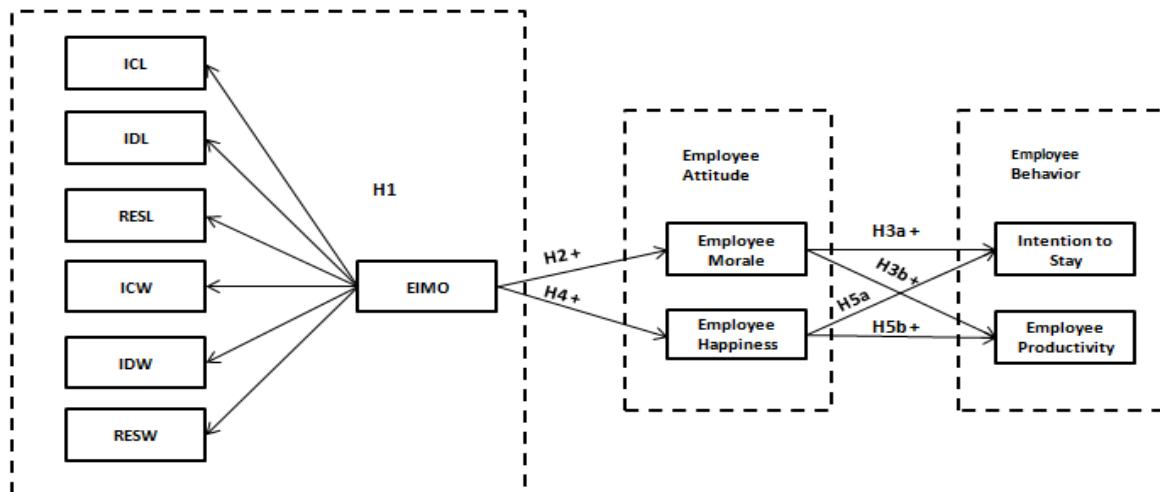 ICL
IDL
RESL
ICW
IDW
RESW
H1
EIMO
H2 +
H4 +
Employee
Attitude
Employee
Morale
Employee
Happiness
H3a +
H3b +
H5a
H5b +
Employee
Behavior
Intention to
Stay
Employee
Productivity